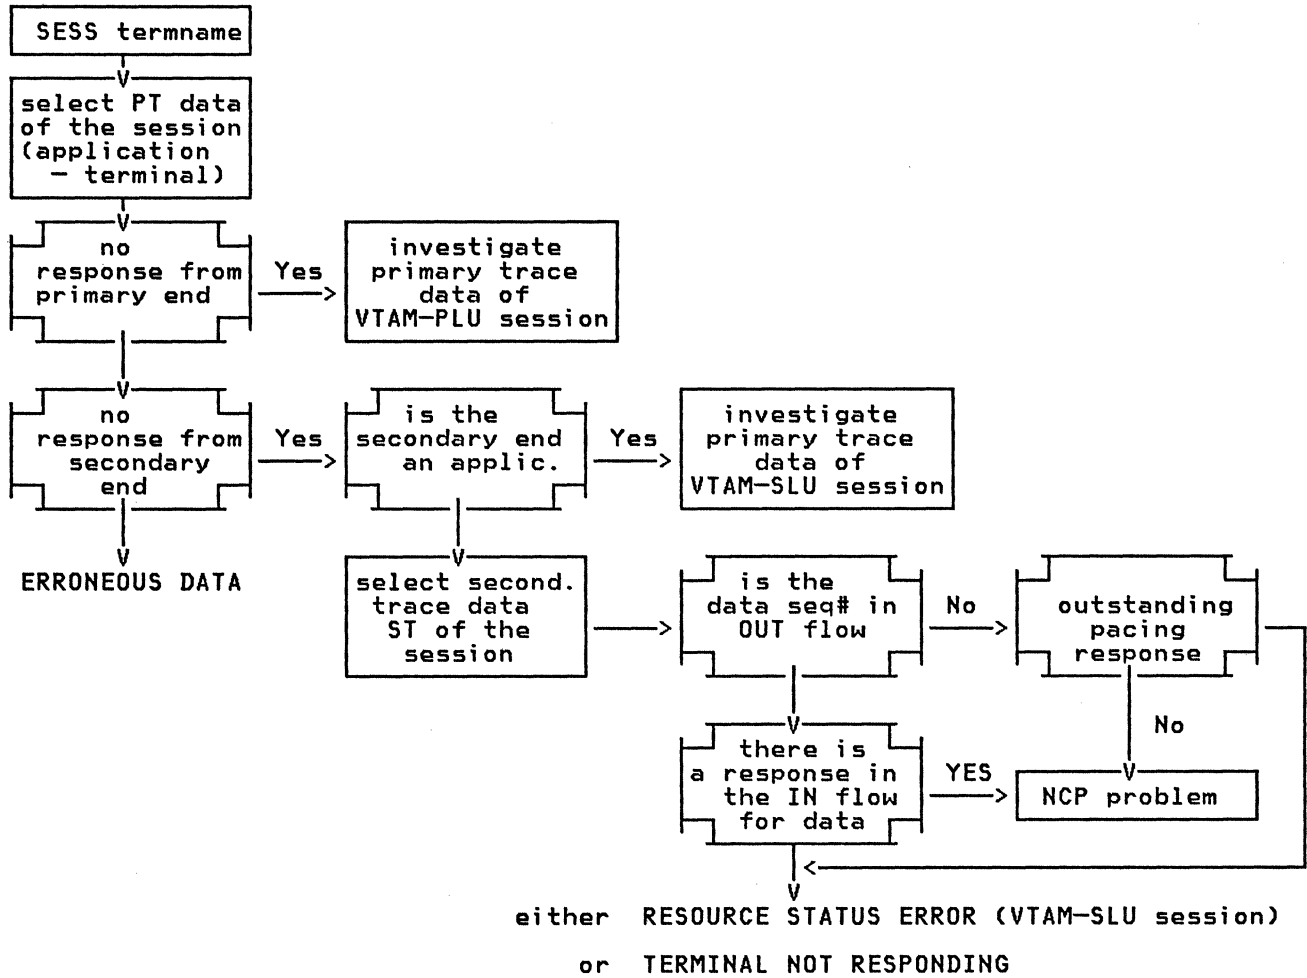 SESS termname
select PT data
of the session
(application
— terminal)
no
response from
primary end
Yes
investigate
primary trace
data of
VTAM—PLU session
no
response from
secondary
end
Yes
is the
secondary end
an applic.
Yes
investigate
primary trace
data of
VTAM—SLU session
ERRONEOUS DATA
select second.
trace data
ST of the
session
is the
data seq# in
OUT flow
No
outstanding
pacing
response
No
there is
a response in
the IN flow
for data
YES
NCP problem
either RESOURCE STATUS ERROR (VTAM—SLU session)
or TERMINAL NOT RESPONDING